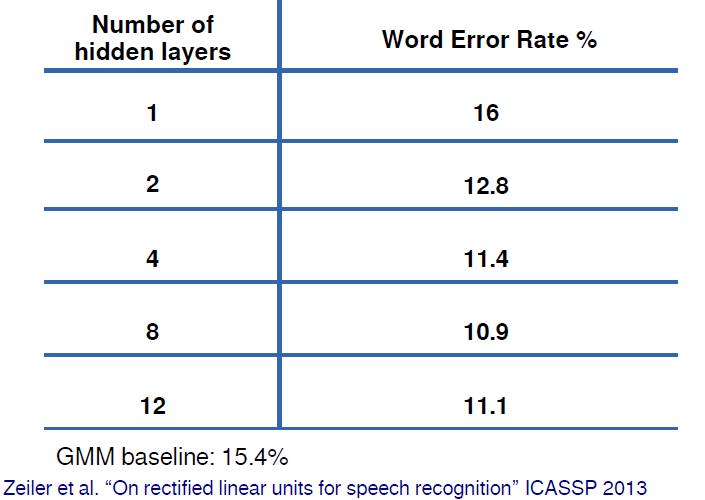 Number of
hidden layers
Word Error Rate %
1
16
2
12.8
4
11.4
8
10.9
12
11.1
GMM baseline: 15.4%
Zeiler et al. “On rectified linear units for speech recognition” ICASSP 2013